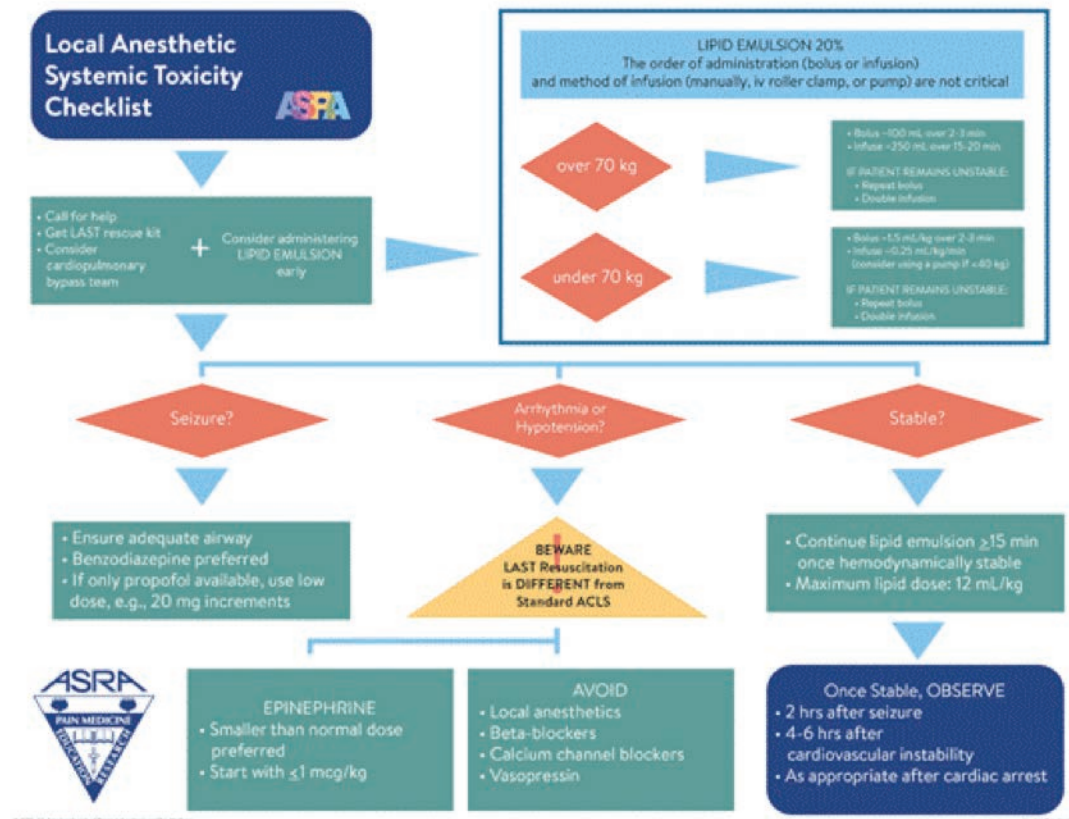 Local Anesthetic
Systemic Toxicity
Checklist
ASRA
LIPID EMULSION 20%
The order of administration (bolus or infusion)
and method of infusion (manually, iv roller clamp, or pump) are not critical
over 70 kg
• Bolus ~100 mL over 2-3 min
• Infuse ~250 mL over 15-20 min
IF PATIENT REMAINS UNSTABLE:
• Repeat bolus
• Double infusion
under 70 kg
• Bolus ~1.5 mL/kg over 2-3 min
• Infuse ~0.25 mL/kg/min
(consider using a pump if <40 kg)
IF PATIENT REMAINS UNSTABLE:
• Repeat bolus
• Double infusion
• Call for help
• Get LAST rescue kit
• Consider
cardiopulmonary
bypass team
+
Consider administering
LIPID EMULSION
early
Seizure?
Arrhythmia or
Hypotension?
Stable?
• Ensure adequate airway
• Benzodiazepine preferred
• If only propofol available, use low
dose, e.g., 20 mg increments
!
BEWARE
LAST Resuscitation
is DIFFERENT from
Standard ACLS
• Continue lipid emulsion ≥15 min
once hemodynamically stable
• Maximum lipid dose: 12 mL/kg
ASRA
PAIN MEDICINE
EDUCATION
RESEARCH
EPINEPHRINE
• Smaller than normal dose
preferred
• Start with ≤1 mcg/kg
AVOID
• Local anesthetics
• Beta-blockers
• Calcium channel blockers
• Vasopressin
Once Stable, OBSERVE
• 2 hrs after seizure
• 4-6 hrs after
cardiovascular instability
• As appropriate after cardiac arrest